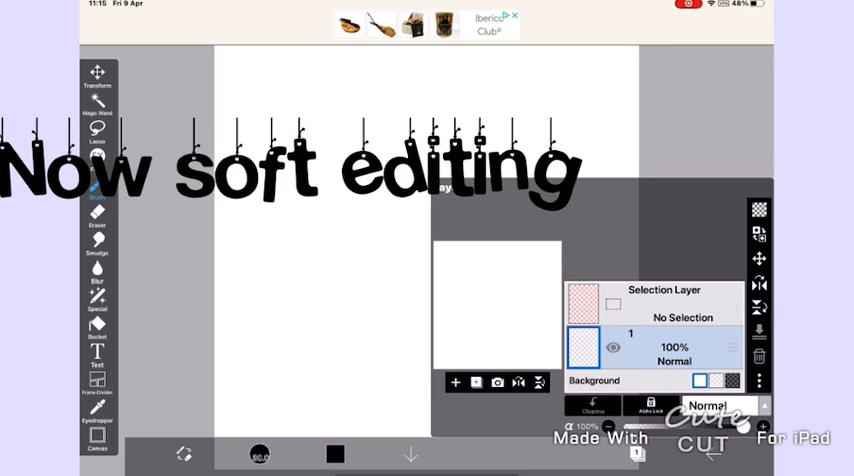 11:15 Fri 9 Apr
48%
Iberico
Club®
Transform
Magic Wand
Lasso
Now soft editing
Brush
Eraser
Smudge
Blur
Special
Bucket
Text
Frame Divider
Eyedropper
Canvas
Selection Layer
No Selection
1
100%
Normal
Background
Clipping
Alpha Lock
Normal
α 100%
1
Made With Cute CUT For iPad